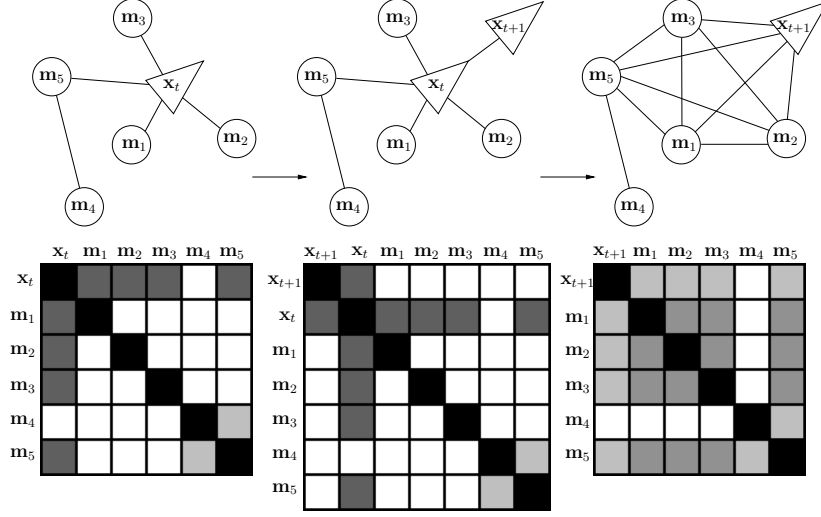 m₃
m₅
xₜ
m₁
m₂
m₄
xₜ₊₁
m₃
m₅
xₜ
m₁
m₂
m₄
m₃
xₜ₊₁
m₅
m₁
m₂
m₄
xₜ m₁ m₂ m₃ m₄ m₅
xₜ
m₁
m₂
m₃
m₄
m₅
xₜ₊₁ xₜ m₁ m₂ m₃ m₄ m₅
xₜ₊₁
xₜ
m₁
m₂
m₃
m₄
m₅
xₜ₊₁ m₁ m₂ m₃ m₄ m₅
xₜ₊₁
m₁
m₂
m₃
m₄
m₅